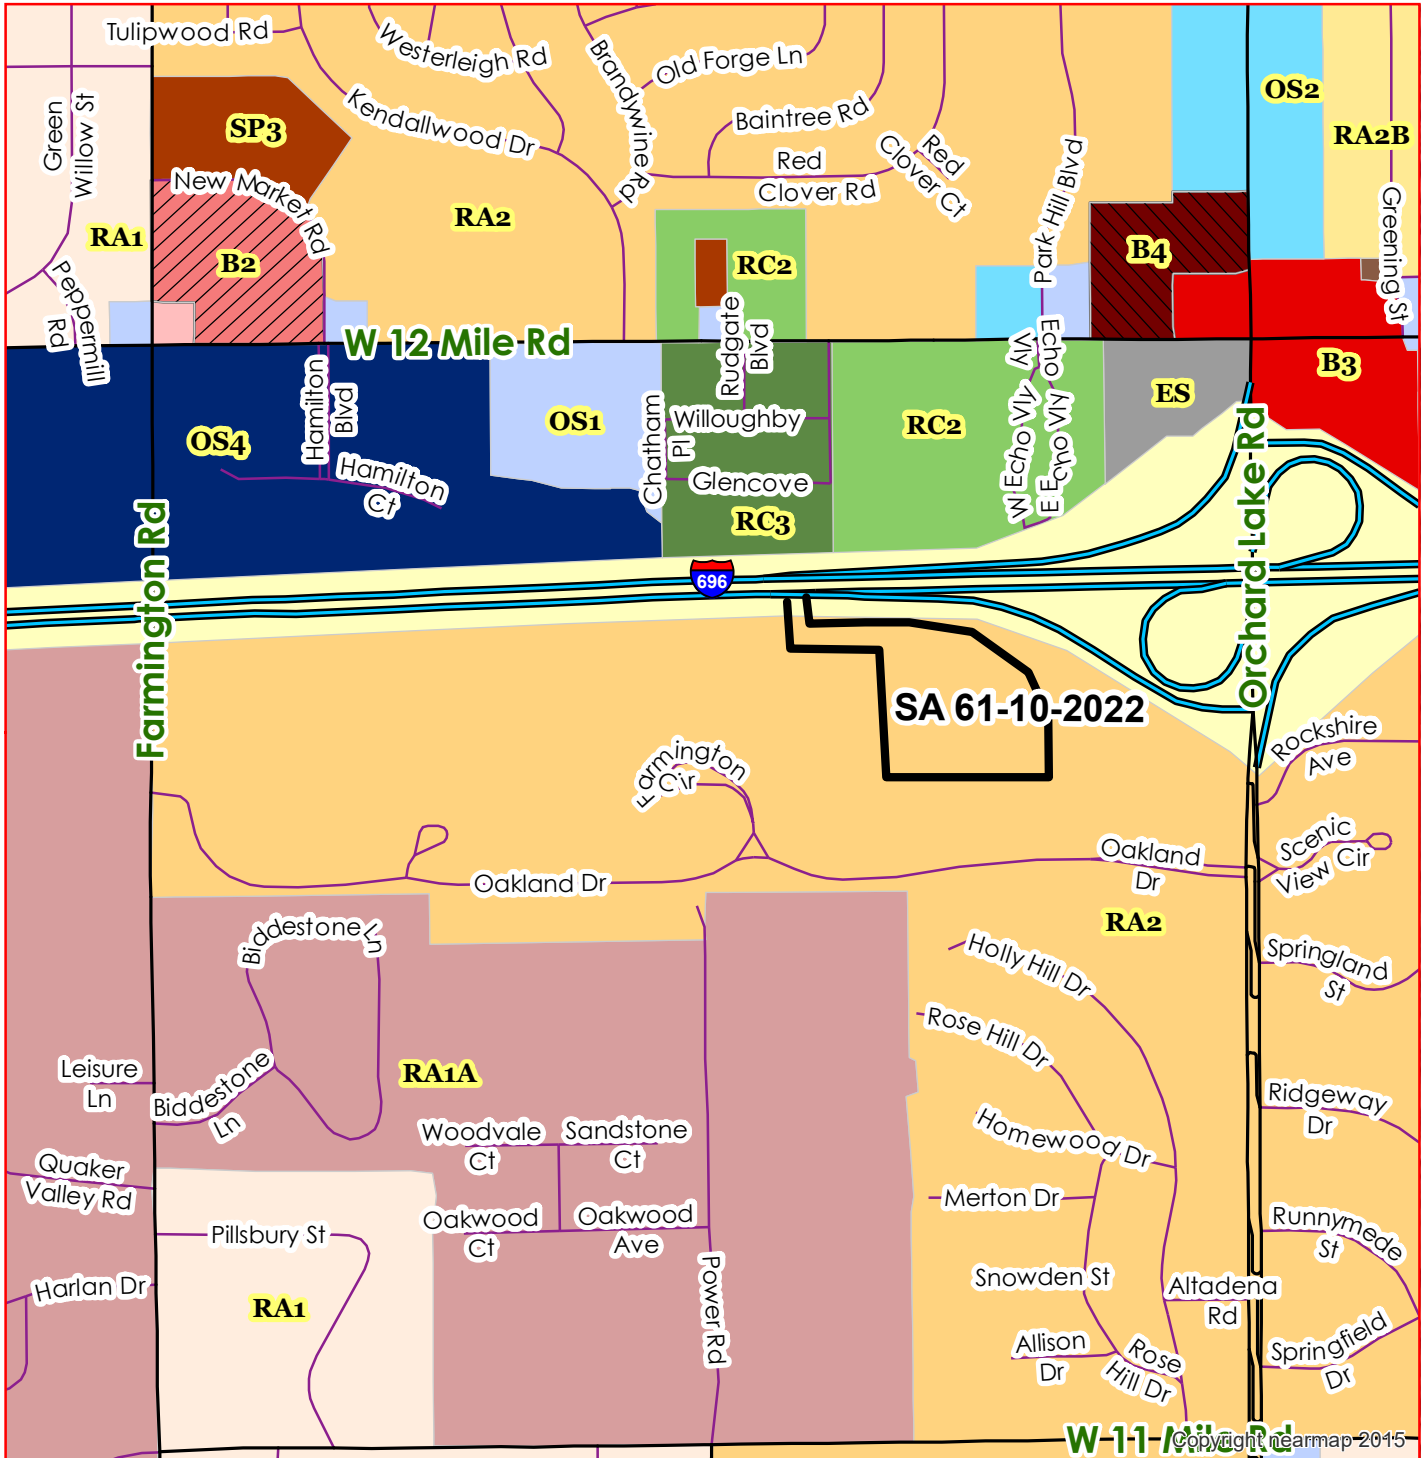 Tulipwood Rd
Westerleigh Rd
Brandywine Rd
Old Forge Ln
OS2
Green
Willow St
SP3
Kendallwood Dr
Baintree Rd
RA2B
Red
Clover Rd
Red
Clover Ct
Park Hill Blvd
New Market Rd
RA2
RA1
B2
RC2
B4
Greening St
Peppermill
Rd
Rudgate
Blvd
W 12 Mile Rd
Echo
Vly
B3
Hamilton
Blvd
OS1
Chatham
Pl
Willoughby
RC2
W Echo Vly
E Echo Vly
ES
OS4
Hamilton
Ct
Glencove
RC3
Farmington Rd
Orchard Lake Rd
696
SA 61-10-2022
Farmington
Cir
Rockshire
Ave
Oakland Dr
Oakland
Dr
Scenic
View Cir
RA2
Biddestone Ln
Holly Hill Dr
Springland
St
Rose Hill Dr
Leisure
Ln
Biddestone
Ln
RA1A
Ridgeway
Dr
Woodvale
Ct
Sandstone
Ct
Homewood Dr
Quaker
Valley Rd
Merton Dr
Oakwood
Ct
Oakwood
Ave
Runnymede
St
Pillsbury St
Power Rd
Snowden St
Altadena
Rd
Harlan Dr
RA1
Allison
Dr
Rose
Hill Dr
Springfield
Dr
W 11 Mile Rd
Copyright nearmap 2015